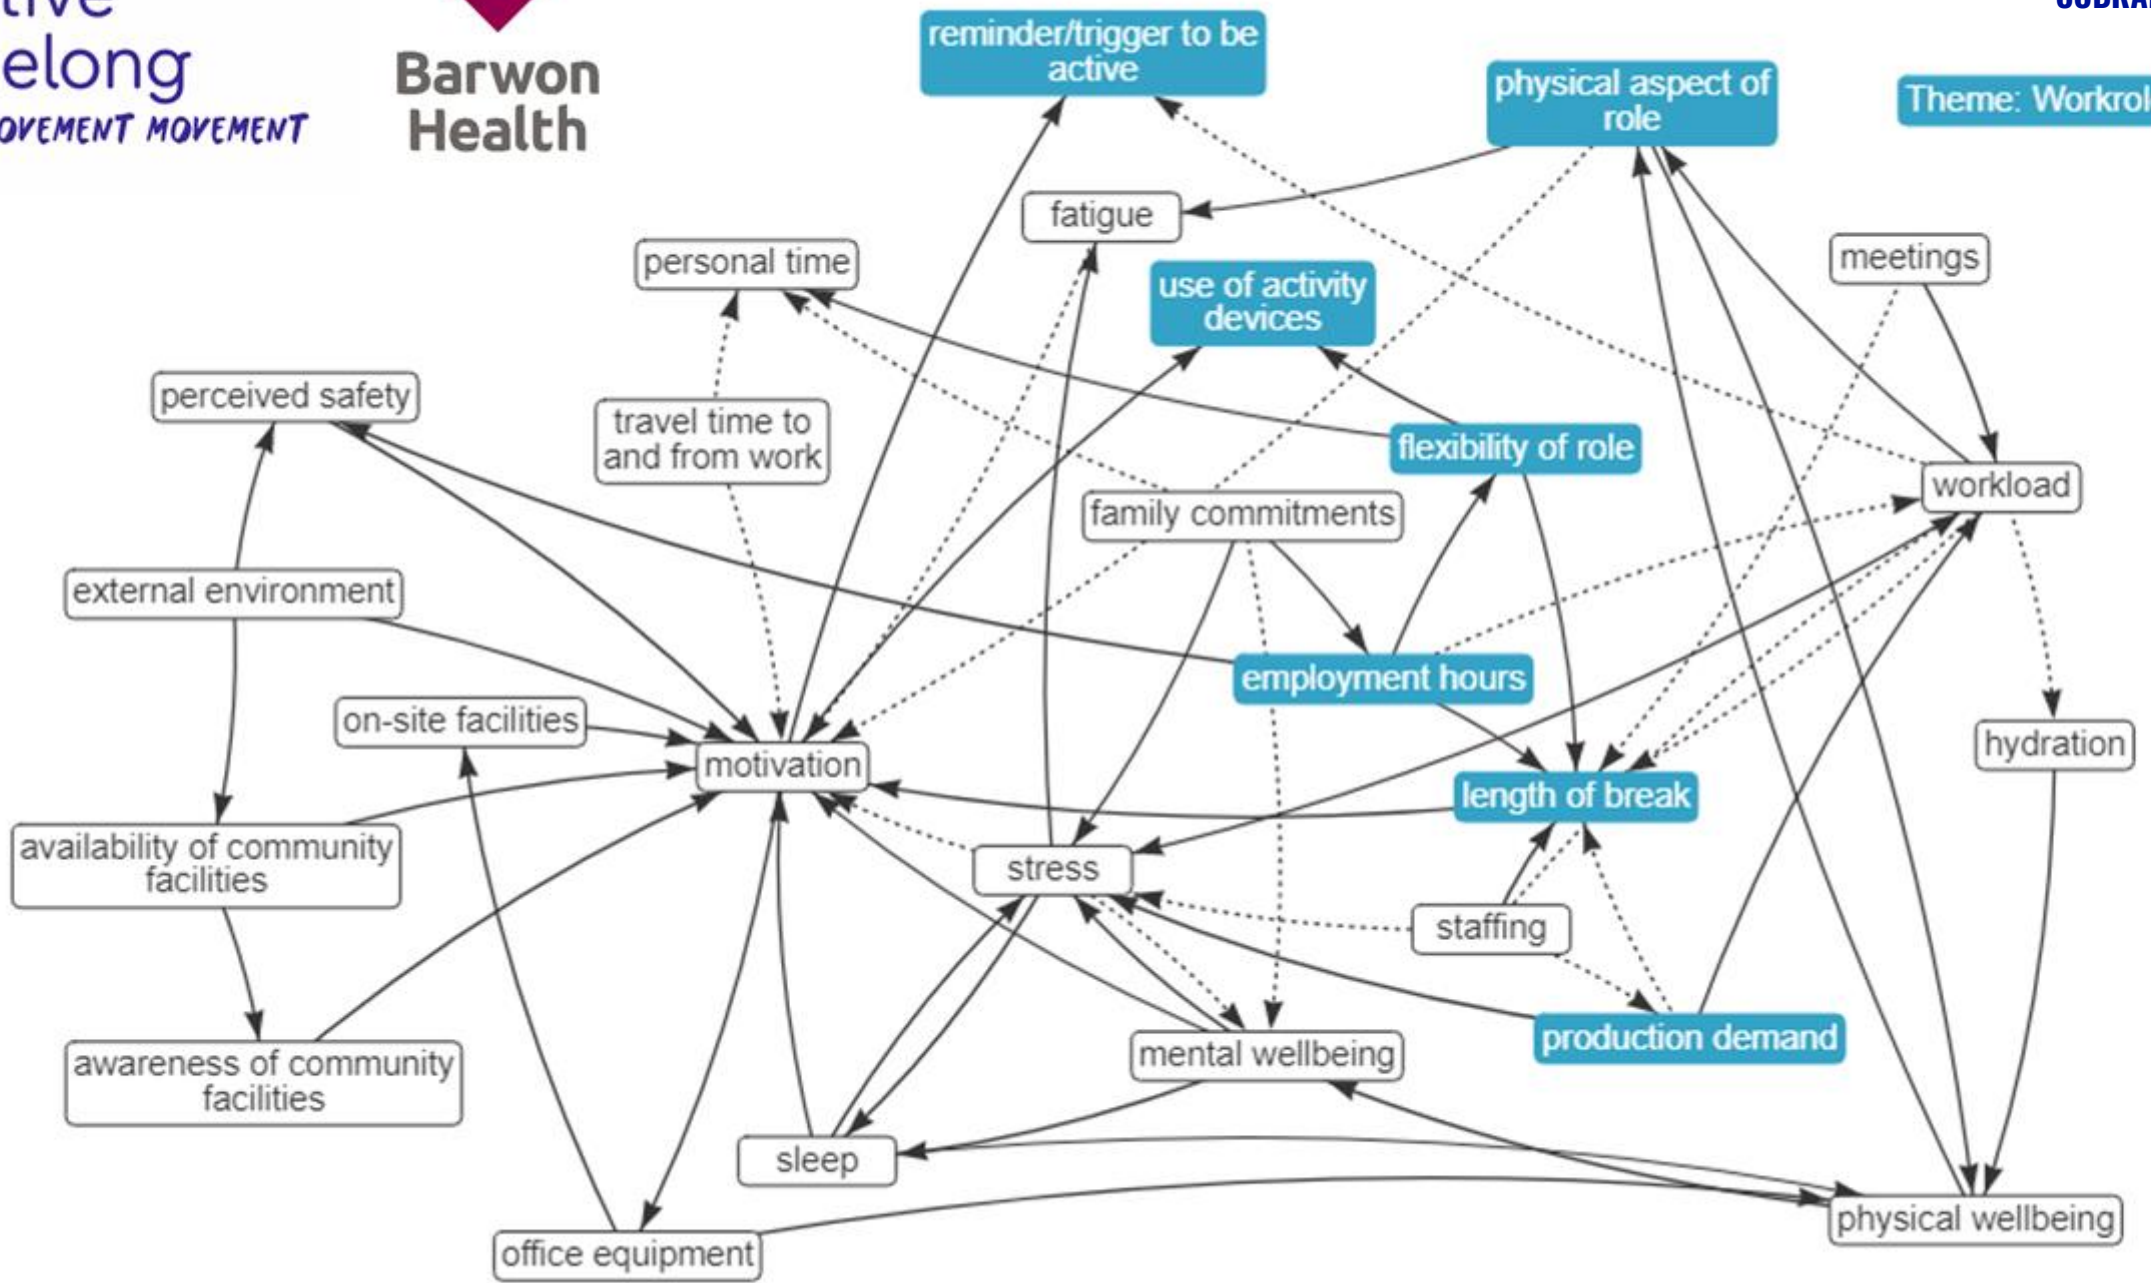 elong
OVEMENT MOVEMENT
Barwon
Health
reminder/trigger to be
active
physical aspect of
role
Theme:
fatigue
personal time
use of activity
devices
meetings
perceived safety
travel time to
and from work
flexibility of role
family commitments
workload
external environment
employment hours
on-site facilities
motivation
hydration
length of break
availability of community
facilities
stress
staffing
production demand
mental wellbeing
awareness of community
facilities
sleep
physical wellbeing
office equipment